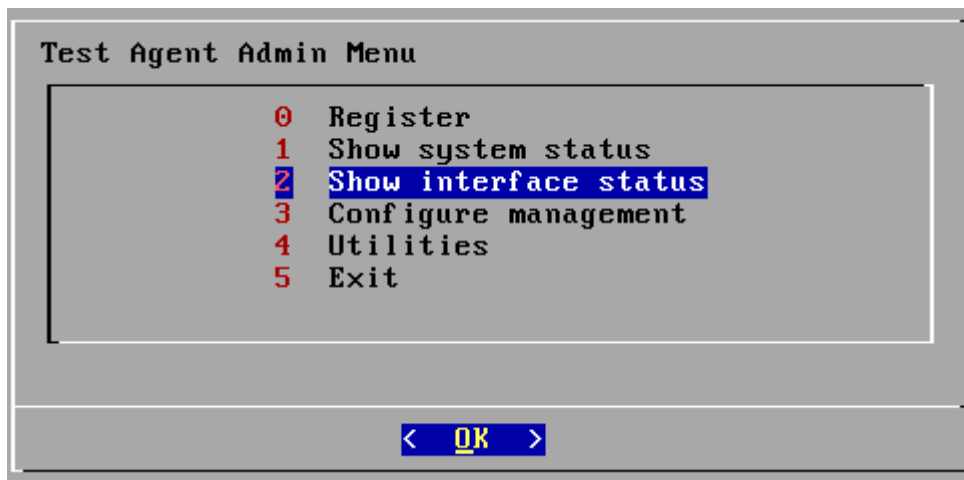 Test Agent Admin Menu
0 Register
1 Show system status
2 Show interface status
3 Configure management
4 Utilities
5 Exit
< OK >